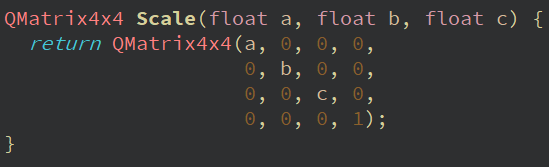 QMatrix4x4 Scale(float a, float b, float c) {
  return QMatrix4x4(a, 0, 0, 0,
                    0, b, 0, 0,
                    0, 0, c, 0,
                    0, 0, 0, 1);
}